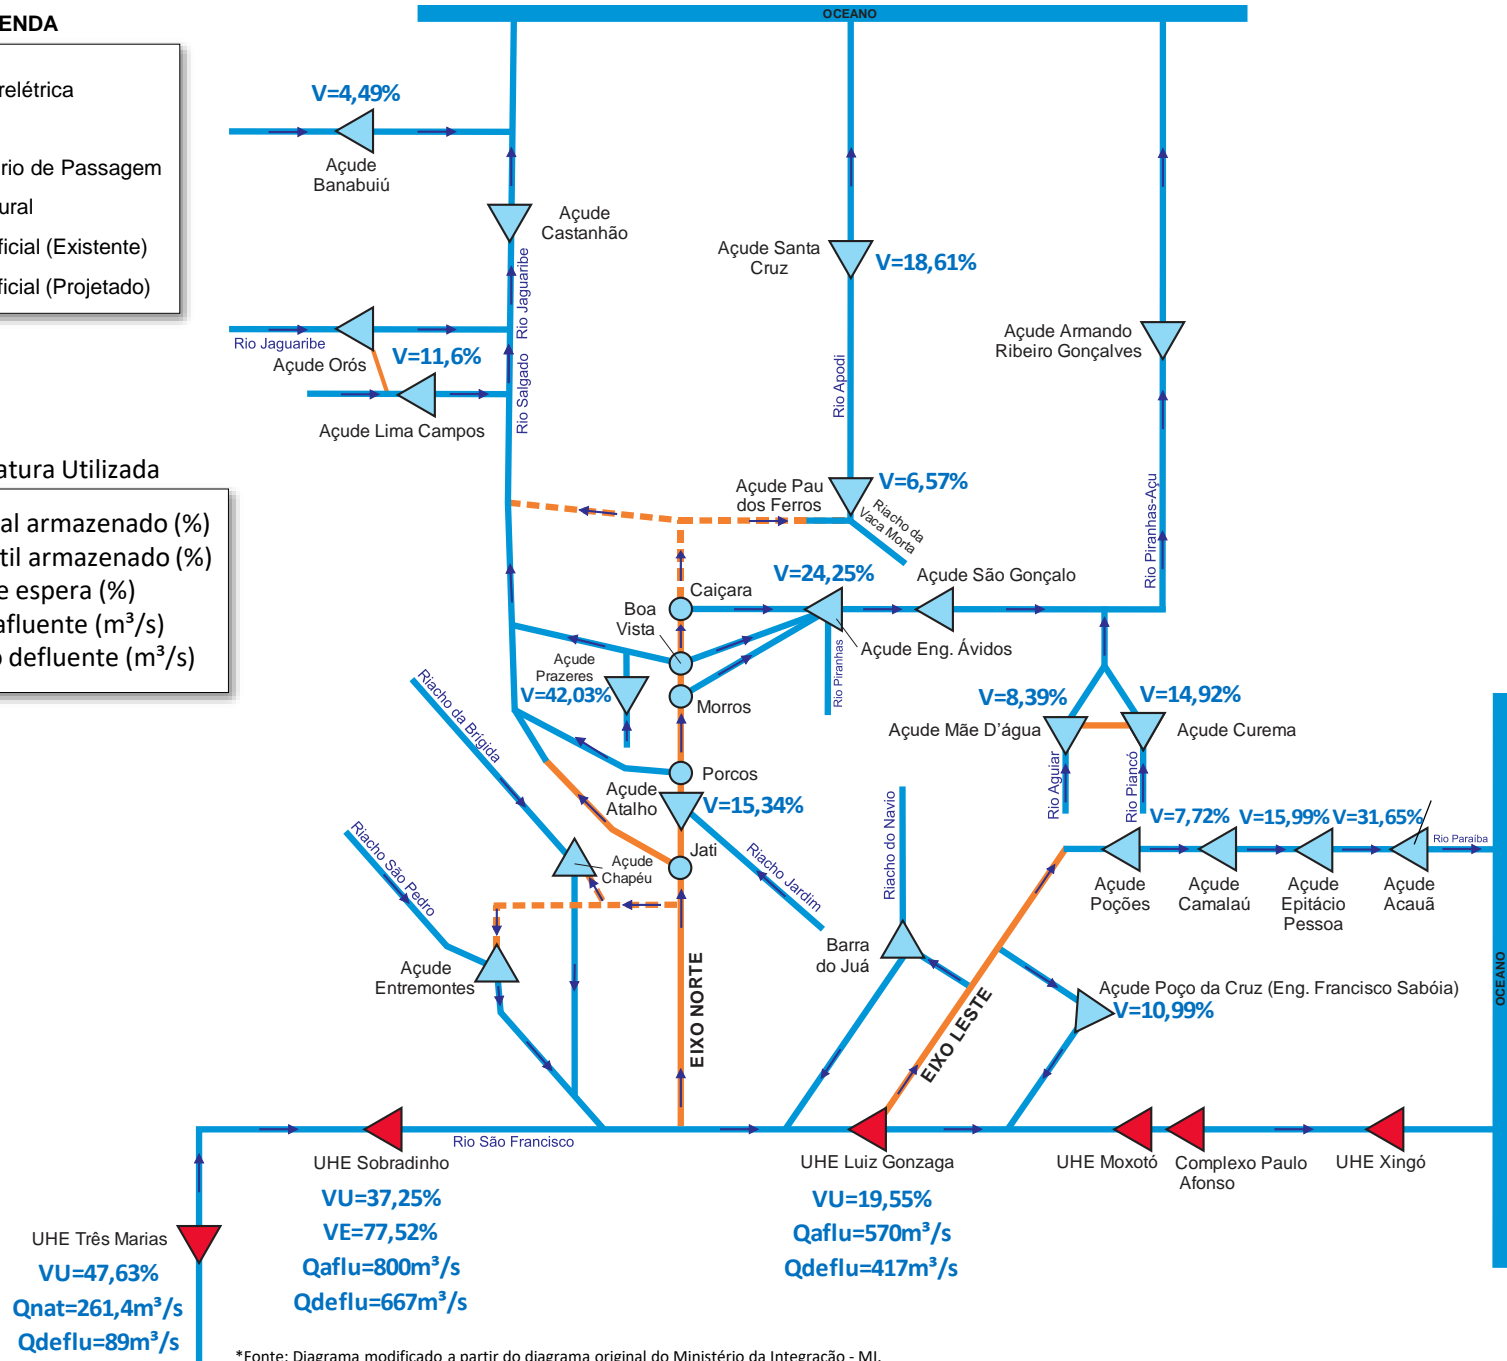 OCEANO
ENDA
relétrica
rio de Passagem
ural
ficial (Existente)
ficial (Projetado)
V=4,49%
Açude
Banabuiú
Açude
Castanhão
Açude Santa
Cruz
V=18,61%
Rio Jaguaribe
Açude Armando
Ribeiro Gonçalves
Rio Jaguaribe
Açude Orós
V=11,6%
Rio Salgado
Rio Apodi
Açude Lima Campos
atura Utilizada
al armazenado (%)
til armazenado (%)
e espera (%)
afluente (m³/s)
o defluente (m³/s)
Açude Pau
dos Ferros
V=6,57%
Riacho da
Vaca Morta
Rio Piranhas-Açu
V=24,25%
Açude São Gonçalo
Caiçara
Boa
Vista
Açude Eng. Ávidos
Açude
Prazeres
V=42,03%
Rio Piranhas
Morros
Riacho da Brígida
V=8,39%
V=14,92%
Açude Mãe D'água
Açude Curema
Rio Aguiar
Rio Piancó
Porcos
Açude
Atalho
V=15,34%
Riacho do Navio
V=7,72%
V=15,99%
V=31,65%
Rio Paraíba
Riacho São Pedro
Açude
Chapéu
Jati
Riacho Jardim
Açude
Poções
Açude
Camalaú
Açude
Epitácio
Pessoa
Açude
Acauã
Barra
do Juá
Açude
Entremontes
EIXO NORTE
EIXO LESTE
Açude Poço da Cruz (Eng. Francisco Sabóia)
V=10,99%
OCEANO
Rio São Francisco
UHE Sobradinho
VU=37,25%
VE=77,52%
Qaflu=800m³/s
Qdeflu=667m³/s
UHE Luiz Gonzaga
VU=19,55%
Qaflu=570m³/s
Qdeflu=417m³/s
UHE Moxotó
Complexo Paulo
Afonso
UHE Xingó
UHE Três Marias
VU=47,63%
Qnat=261,4m³/s
Qdeflu=89m³/s
*Fonte: Diagrama modificado a partir do diagrama original do Ministério da Integração - MI.